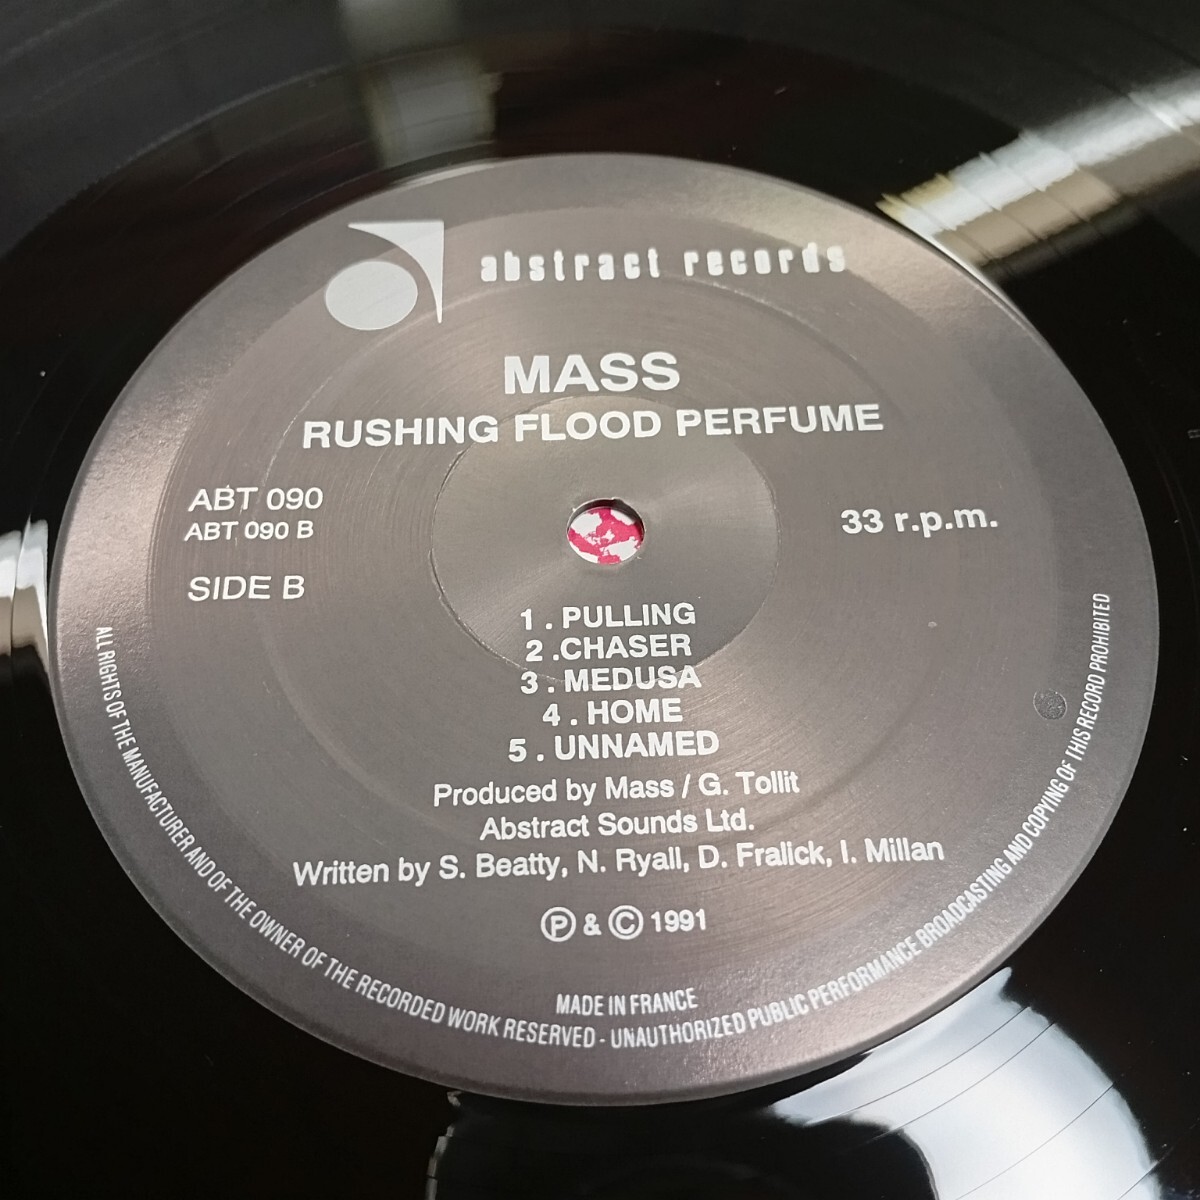 abstract records
MASS
RUSHING FLOOD PERFUME
ABT 090
ABT 090 B
33 r.p.m.
SIDE B
1 . PULLING
2 .CHASER
3 . MEDUSA
4 . HOME
5 . UNNAMED
Produced by Mass / G. Tollit
Abstract Sounds Ltd.
Written by S. Beatty, N. Ryall, D. Fralick, I. Millan
Ⓟ & © 1991
MADE IN FRANCE
ALL RIGHTS OF THE MANUFACTURER AND OF THE OWNER OF THE RECORDED WORK RESERVED - UNAUTHORIZED PUBLIC PERFORMANCE BROADCASTING AND COPYING OF THIS RECORD PROHIBITED